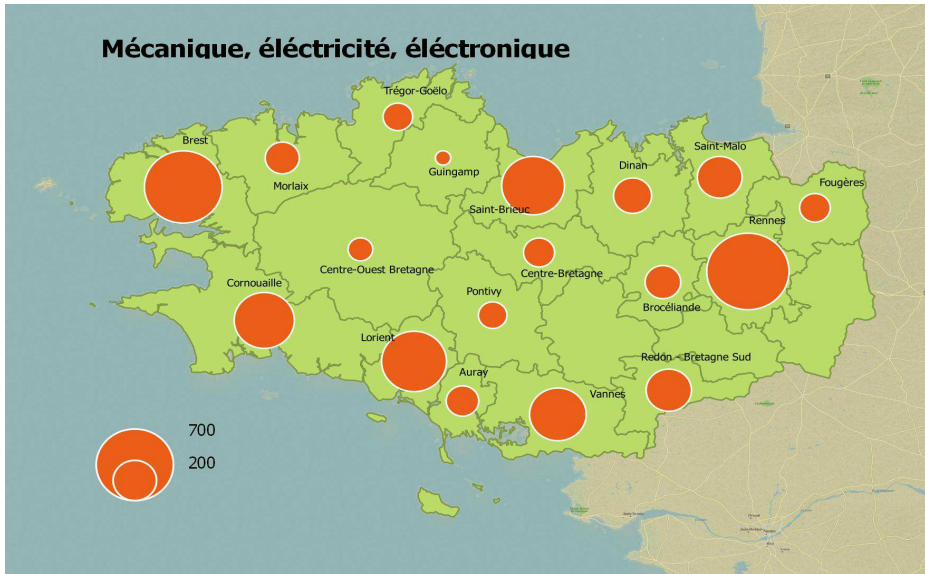 Mécanique, éléctricité, éléctronique
Trégor-Goëlo
Brest
Saint-Malo
Guingamp
Dinan
Morlaix
Fougères
Saint-Brieuc
Rennes
Centre-Ouest Bretagne
Centre-Bretagne
Cornouaille
Pontivy
Brocéliande
Lorient
Redon - Bretagne Sud
Auray
Vannes
700
200